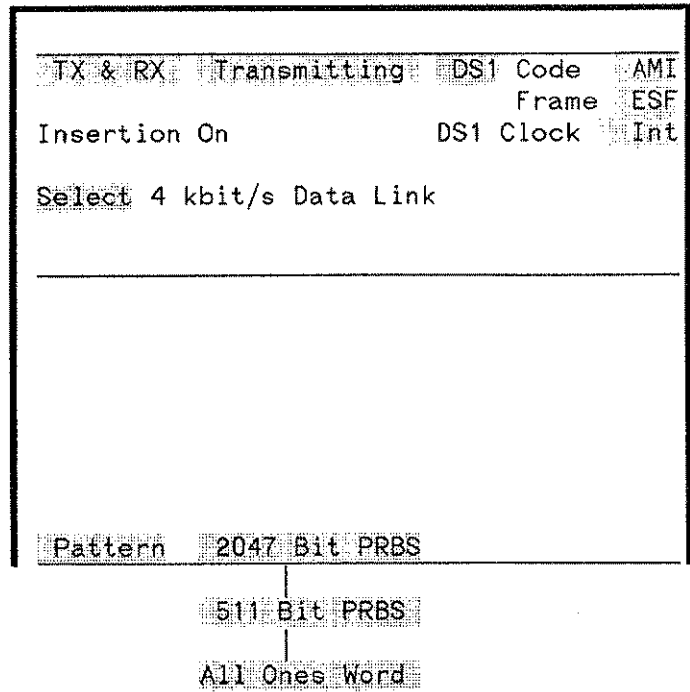 TX & RX Transmitting DS1 Code AMI
Frame ESF
Insertion On DS1 Clock Int
Select 4 kbit/s Data Link
Pattern 2047 Bit PRBS
511 Bit PRBS
All Ones Word